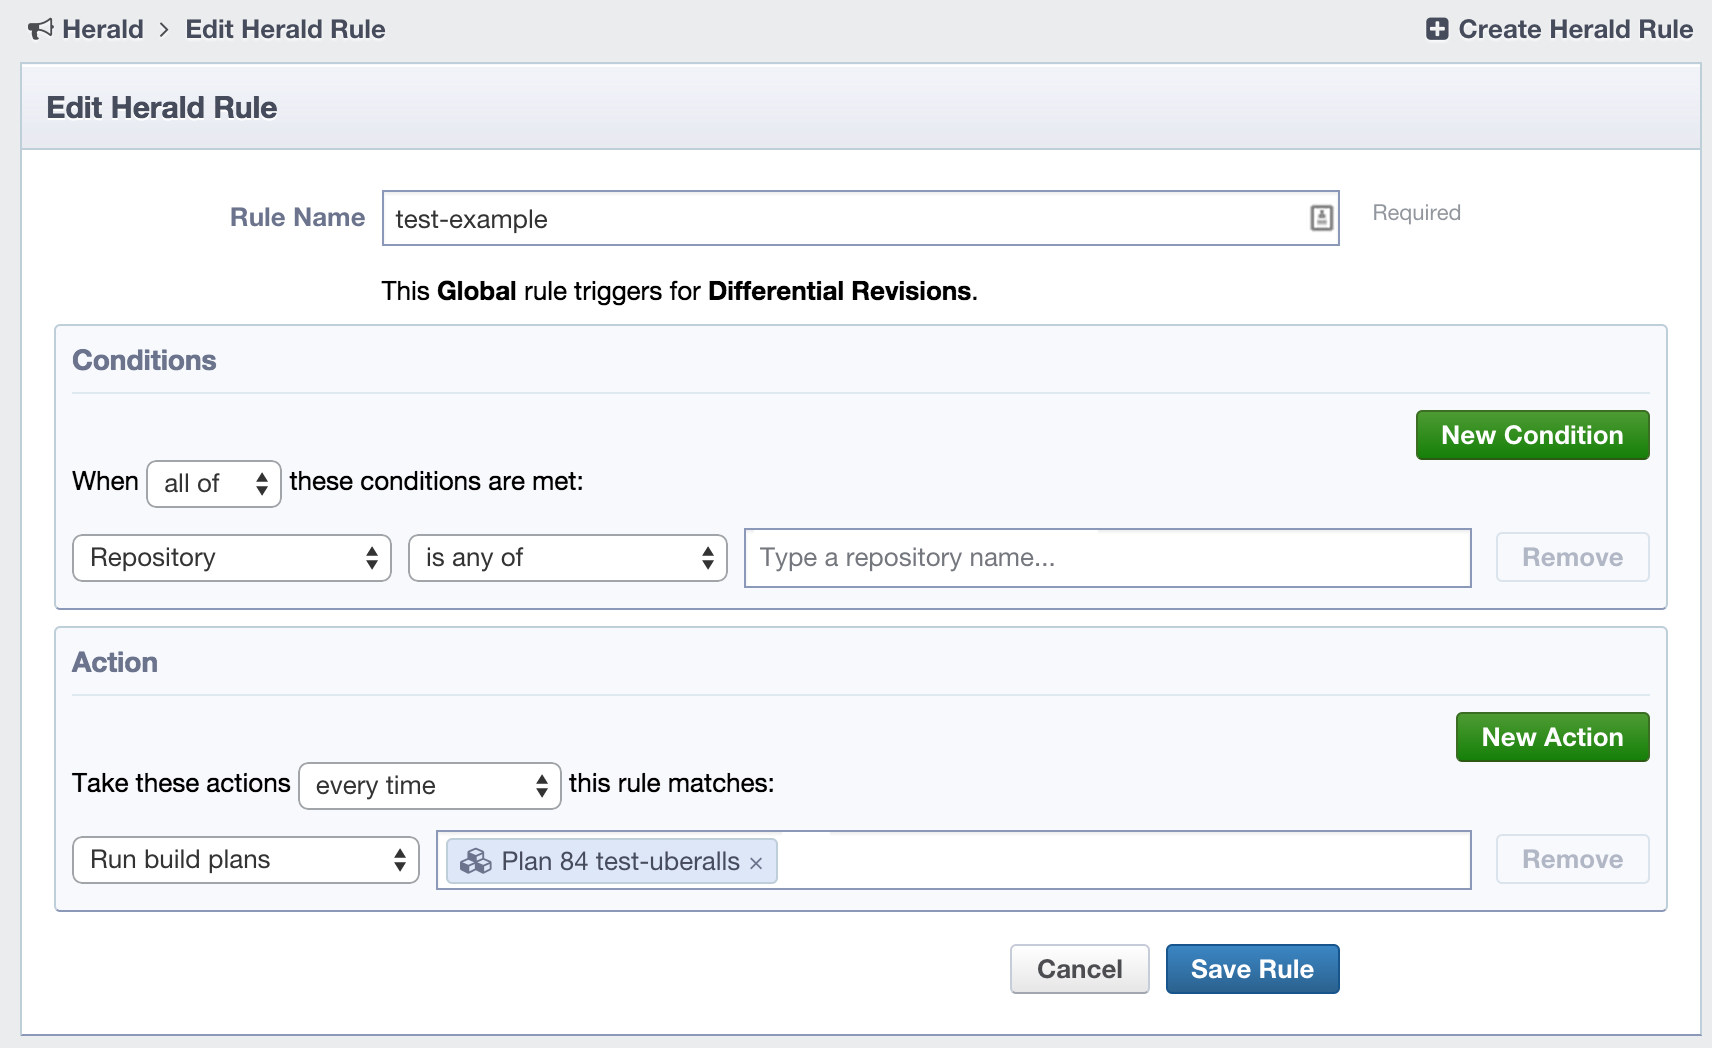 Herald > Edit Herald Rule Create Herald Rule
Edit Herald Rule
Rule Name test-example Required
This Global rule triggers for Differential Revisions.
Conditions
New Condition
When all of these conditions are met:
Repository is any of Type a repository name... Remove
Action
New Action
Take these actions every time this rule matches:
Run build plans Plan 84 test-uberalls × Remove
Cancel Save Rule